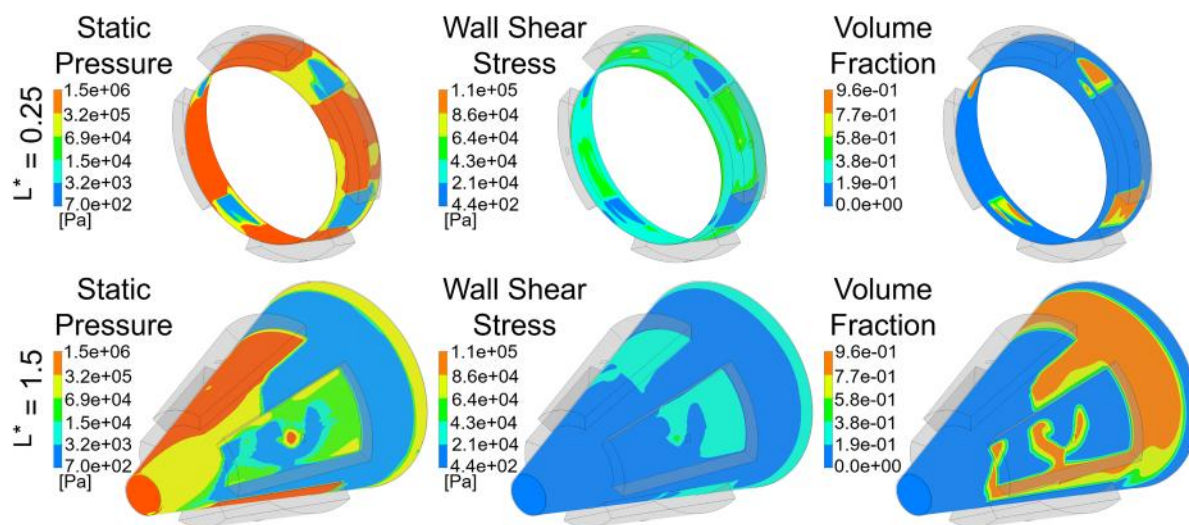 L* = 0.25
Static
Pressure
1.5e+06
3.2e+05
6.9e+04
1.5e+04
3.2e+03
7.0e+02
[Pa]
Wall Shear
Stress
1.1e+05
8.6e+04
6.4e+04
4.3e+04
2.1e+04
4.4e+02
[Pa]
Volume
Fraction
9.6e-01
7.7e-01
5.8e-01
3.8e-01
1.9e-01
0.0e+00
L* = 1.5
Static
Pressure
1.5e+06
3.2e+05
6.9e+04
1.5e+04
3.2e+03
7.0e+02
[Pa]
Wall Shear
Stress
1.1e+05
8.6e+04
6.4e+04
4.3e+04
2.1e+04
4.4e+02
[Pa]
Volume
Fraction
9.6e-01
7.7e-01
5.8e-01
3.8e-01
1.9e-01
0.0e+00